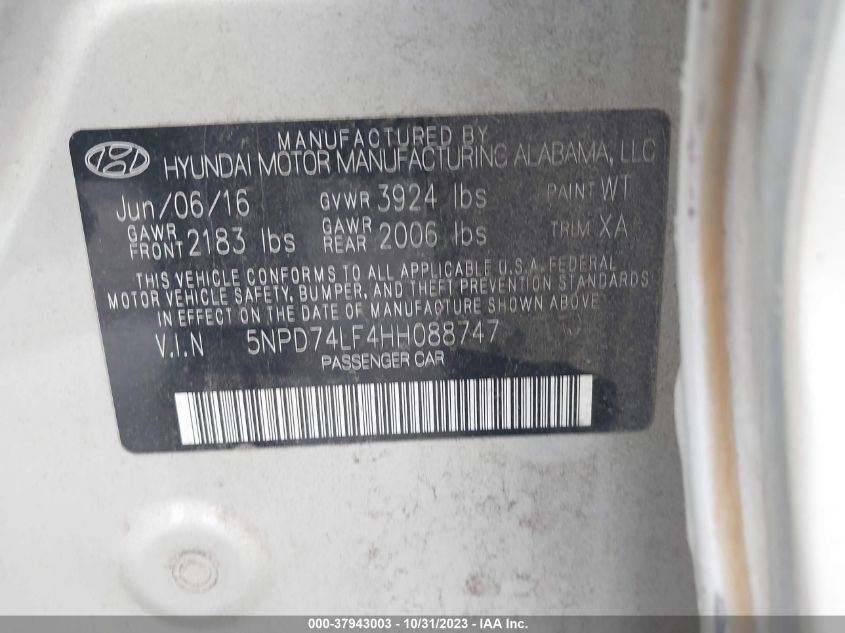 MANUFACTURED BY
HYUNDAI MOTOR MANUFACTURING ALABAMA, LLC
Jun/06/16 GVWR 3924 lbs PAINT WT
GAWR FRONT 2183 lbs GAWR REAR 2006 lbs TRIM XA
THIS VEHICLE CONFORMS TO ALL APPLICABLE U.S.A. FEDERAL
MOTOR VEHICLE SAFETY, BUMPER, AND THEFT PREVENTION STANDARDS
IN EFFECT ON THE DATE OF MANUFACTURE SHOWN ABOVE.
V.I.N 5NPD74LF4HH088747
PASSENGER CAR
000-37943003 - 10/31/2023 - IAA Inc.